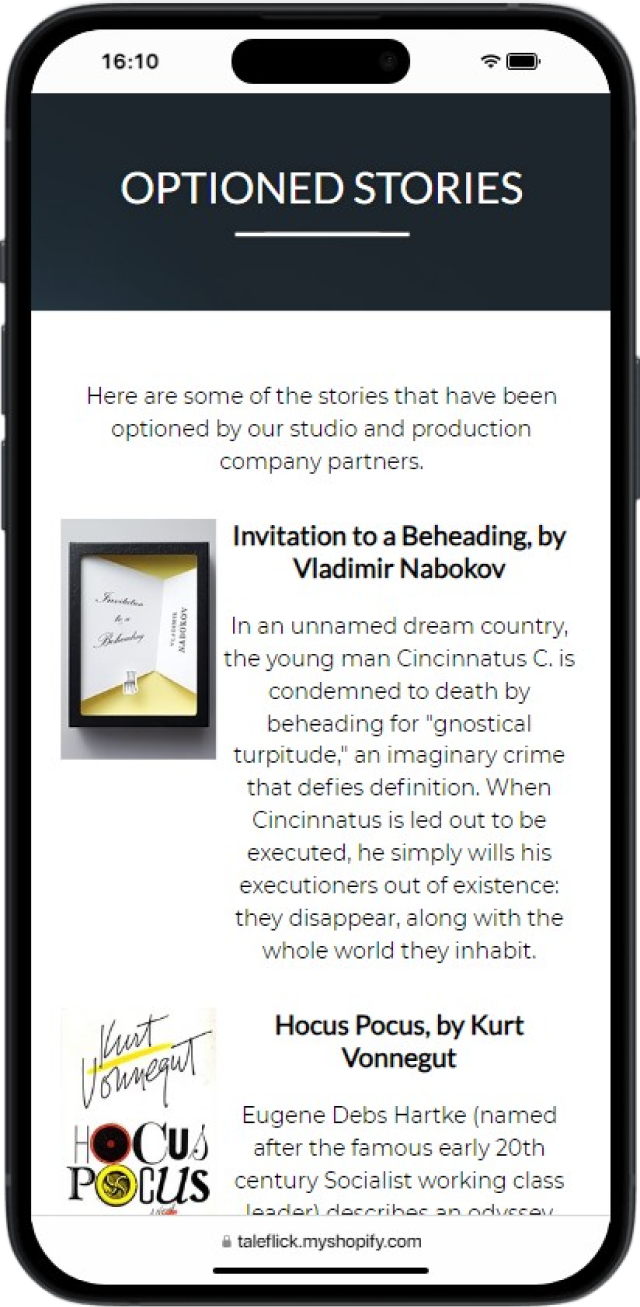 16:10
OPTIONED STORIES
Here are some of the stories that have been
optioned by our studio and production
company partners.
Invitation
to a
Beheading
VLADIMIR
NABOKOV
Invitation to a Beheading, by
Vladimir Nabokov
In an unnamed dream country,
the young man Cincinnatus C. is
condemned to death by
beheading for "gnostical
turpitude," an imaginary crime
that defies definition. When
Cincinnatus is led out to be
executed, he simply wills his
executioners out of existence:
they disappear, along with the
whole world they inhabit.
Kurt
Vonnegut
HOCUS
POCUS
Hocus Pocus, by Kurt
Vonnegut
Eugene Debs Hartke (named
after the famous early 20th
century Socialist working class
leader) describes an odyssey
taleflick.myshopify.com